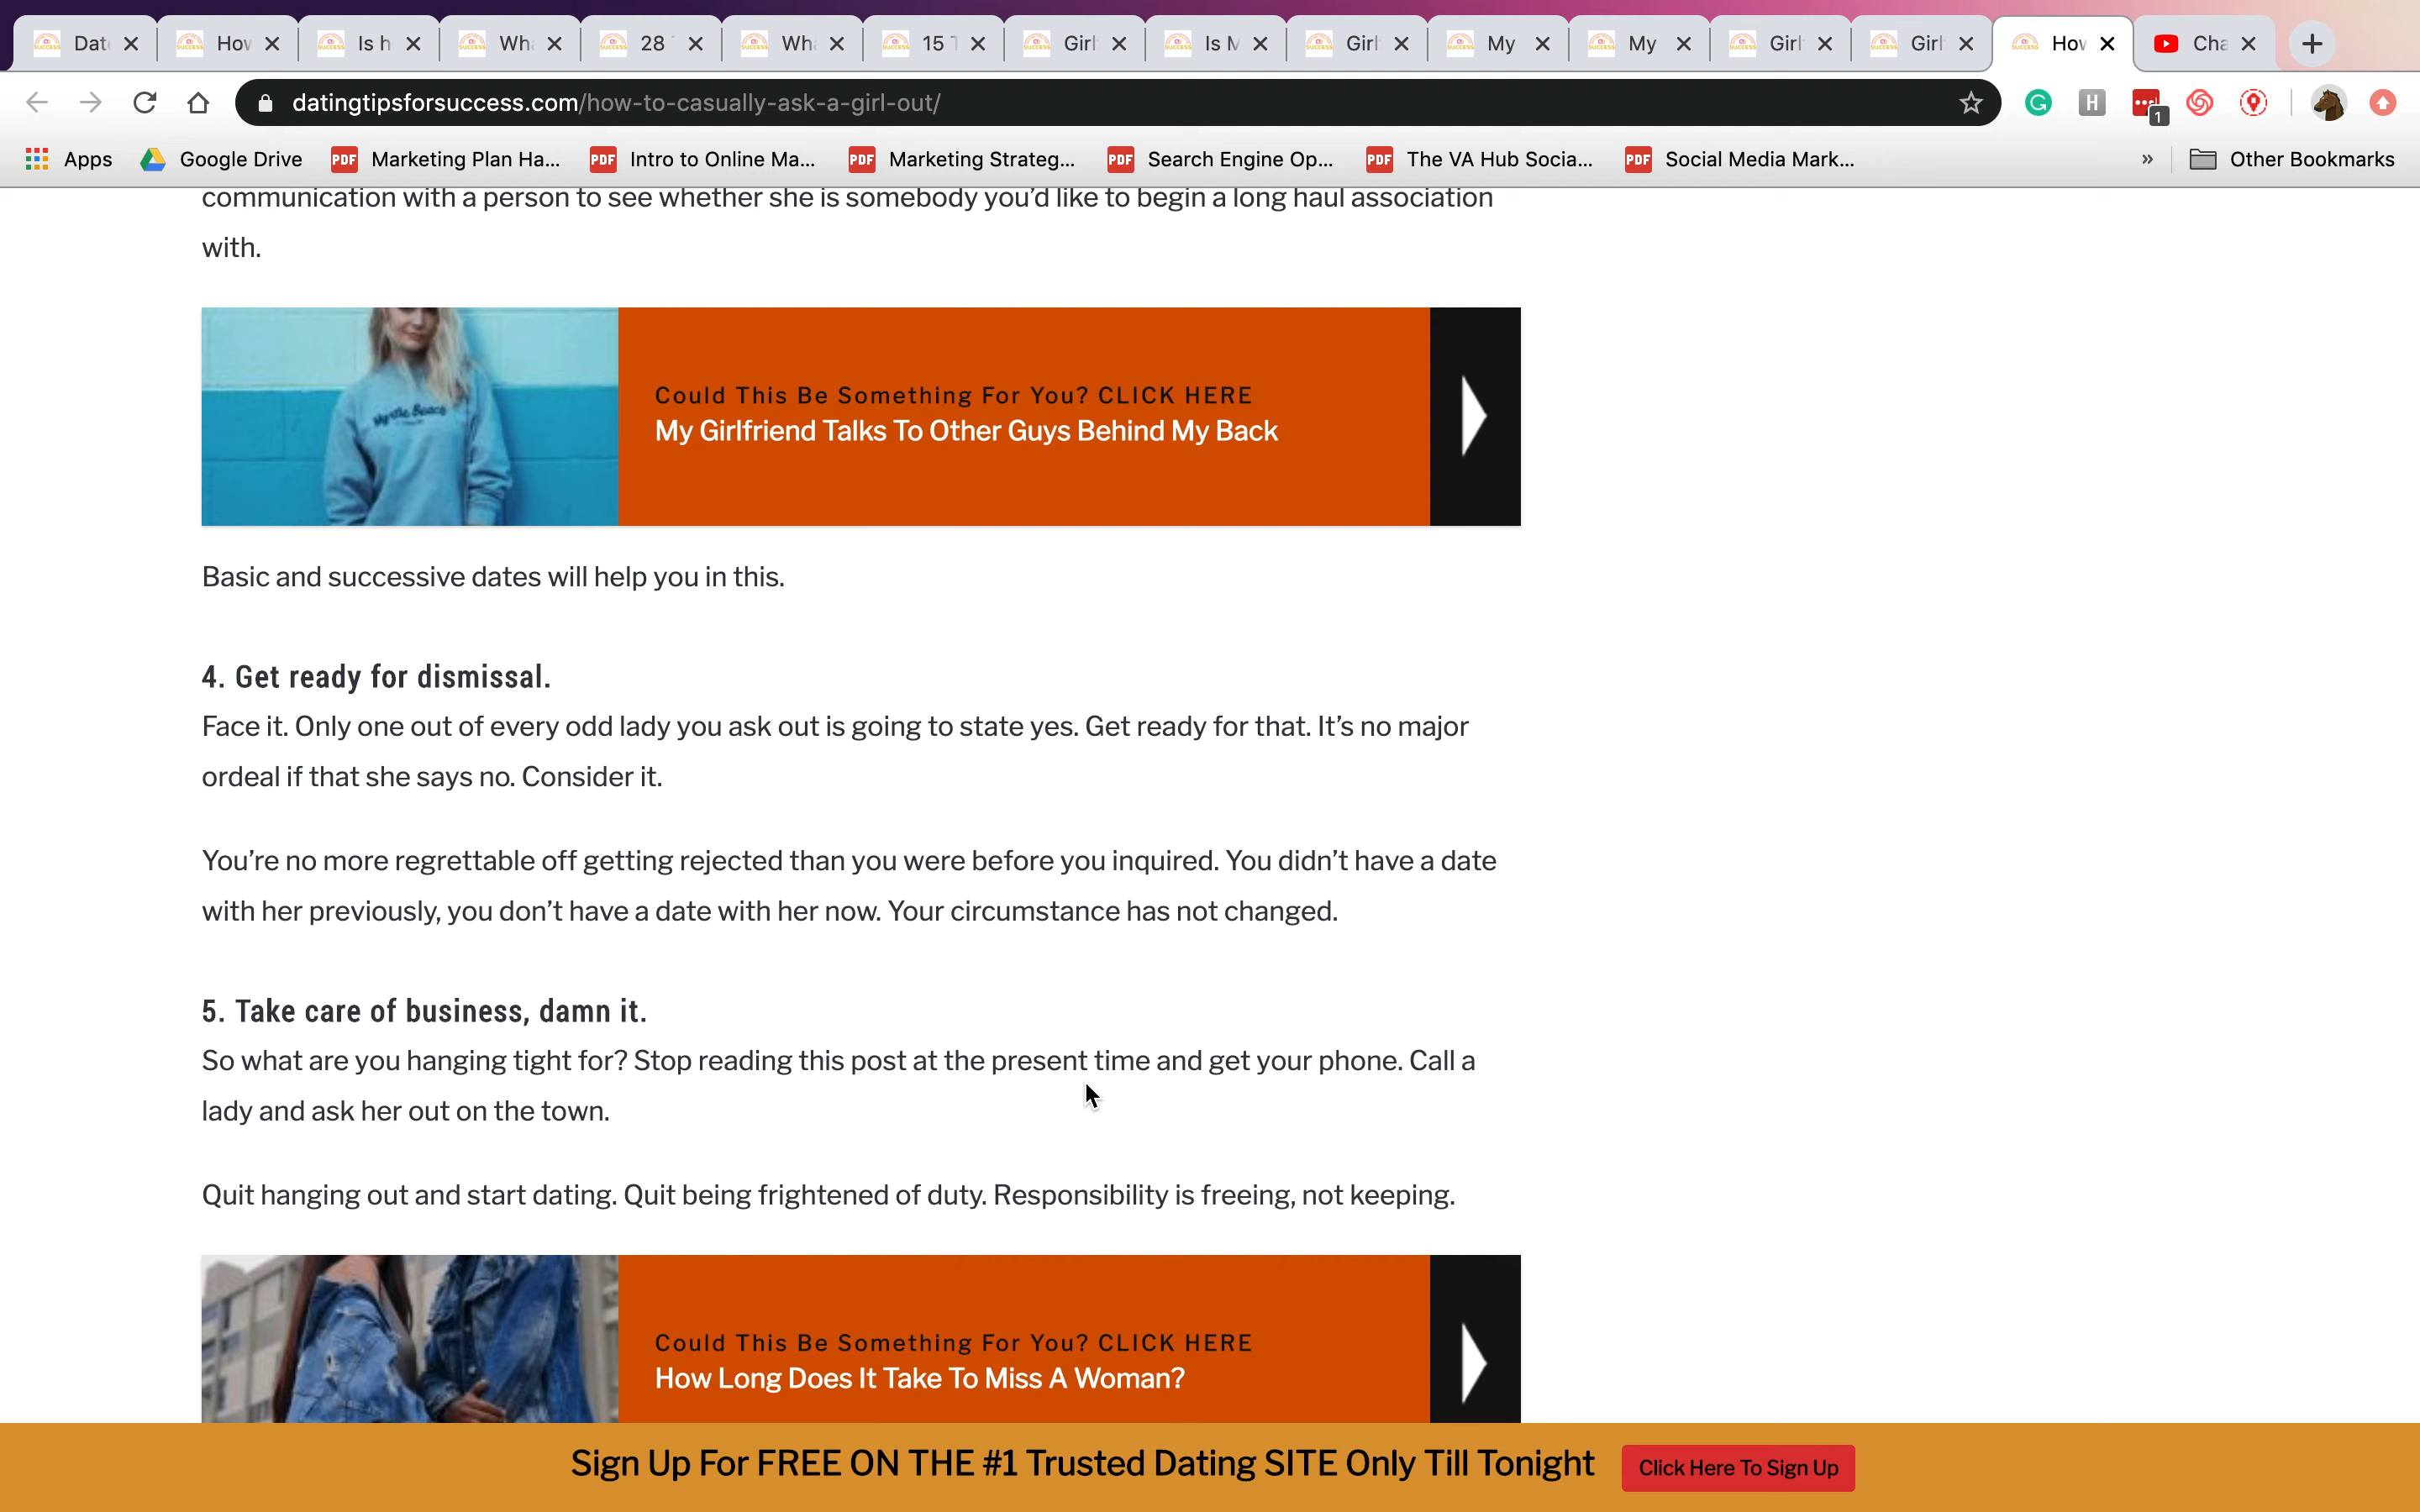 Dat
How
Is h
Wha
28
Wha
15 T
Girl
Is M
Girl
My
My
Girl
Girl
How
Cha
datingtipsforsuccess.com/how-to-casually-ask-a-girl-out/
1
Apps
Google Drive
PDF Marketing Plan Ha...
PDF Intro to Online Ma...
PDF Marketing Strateg...
PDF Search Engine Op...
PDF The VA Hub Socia...
PDF Social Media Mark...
»
Other Bookmarks
communication with a person to see whether she is somebody you’d like to begin a long haul association
with.
Could This Be Something For You? CLICK HERE
My Girlfriend Talks To Other Guys Behind My Back
Basic and successive dates will help you in this.
4. Get ready for dismissal.
Face it. Only one out of every odd lady you ask out is going to state yes. Get ready for that. It’s no major
ordeal if that she says no. Consider it.
You’re no more regrettable off getting rejected than you were before you inquired. You didn’t have a date
with her previously, you don’t have a date with her now. Your circumstance has not changed.
5. Take care of business, damn it.
So what are you hanging tight for? Stop reading this post at the present time and get your phone. Call a
lady and ask her out on the town.
Quit hanging out and start dating. Quit being frightened of duty. Responsibility is freeing, not keeping.
Could This Be Something For You? CLICK HERE
How Long Does It Take To Miss A Woman?
Sign Up For FREE ON THE #1 Trusted Dating SITE Only Till Tonight
Click Here To Sign Up